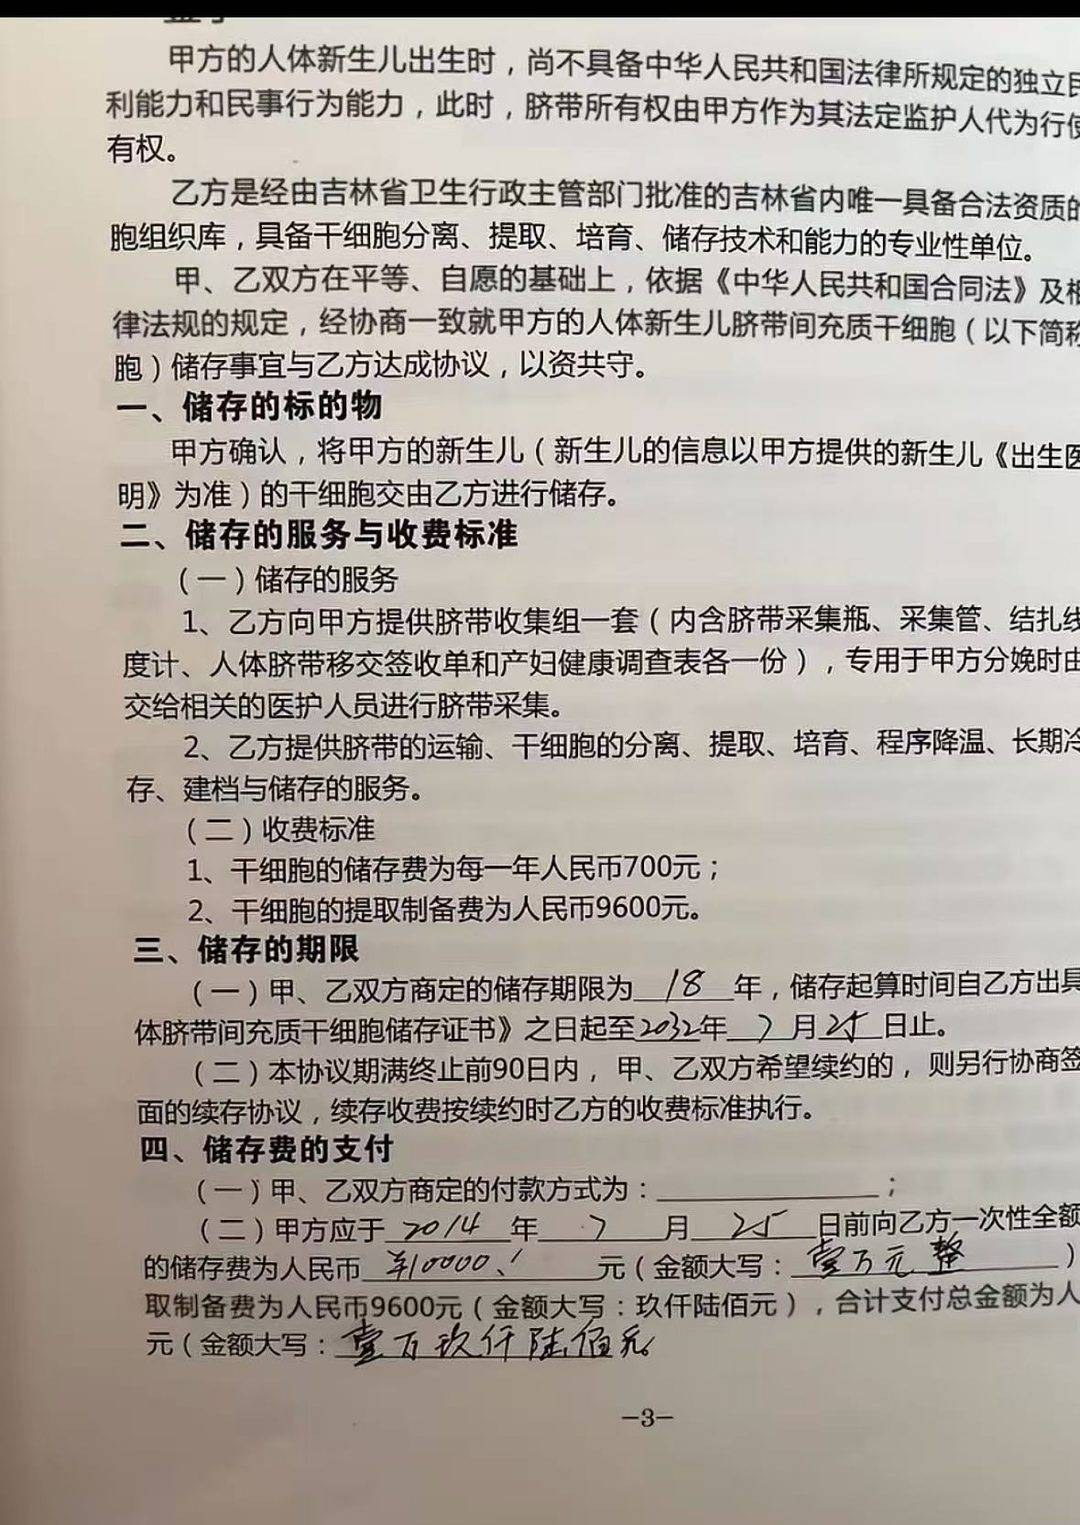 甲方的人体新生儿出生时，尚不具备中华人民共和国法律所规定的独立民
利能力和民事行为能力，此时，脐带所有权由甲方作为其法定监护人代为行使
有权。
乙方是经由吉林省卫生行政主管部门批准的吉林省内唯一具备合法资质的
胞组织库，具备干细胞分离、提取、培育、储存技术和能力的专业性单位。
甲、乙双方在平等、自愿的基础上，依据《中华人民共和国合同法》及相
律法规的规定，经协商一致就甲方的人体新生儿脐带间充质干细胞（以下简称
胞）储存事宜与乙方达成协议，以资共守。
一、储存的标的物
甲方确认，将甲方的新生儿（新生儿的信息以甲方提供的新生儿《出生医
明》为准）的干细胞交由乙方进行储存。
二、储存的服务与收费标准
（一）储存的服务
1、乙方向甲方提供脐带收集组一套（内含脐带采集瓶、采集管、结扎线
度计、人体脐带移交签收单和产妇健康调查表各一份），专用于甲方分娩时由
交给相关的医护人员进行脐带采集。
2、乙方提供脐带的运输、干细胞的分离、提取、培育、程序降温、长期冷
存、建档与储存的服务。
（二）收费标准
1、干细胞的储存费为每一年人民币700元；
2、干细胞的提取制备费为人民币9600元。
三、储存的期限
（一）甲、乙双方商定的储存期限为18年，储存起算时间自乙方出具
体脐带间充质干细胞储存证书》之日起至2032年7月25日止。
（二）本协议期满终止前90日内，甲、乙双方希望续约的，则另行协商签
面的续存协议，续存收费按续约时乙方的收费标准执行。
四、储存费的支付
（一）甲、乙双方商定的付款方式为：；
（二）甲方应于2014年7月25日前向乙方一次性全额
的储存费为人民币¥10000元（金额大写：壹万元整）
取制备费为人民币9600元（金额大写：玖仟陆佰元），合计支付总金额为人
元（金额大写：壹万玖仟陆佰元
—3—